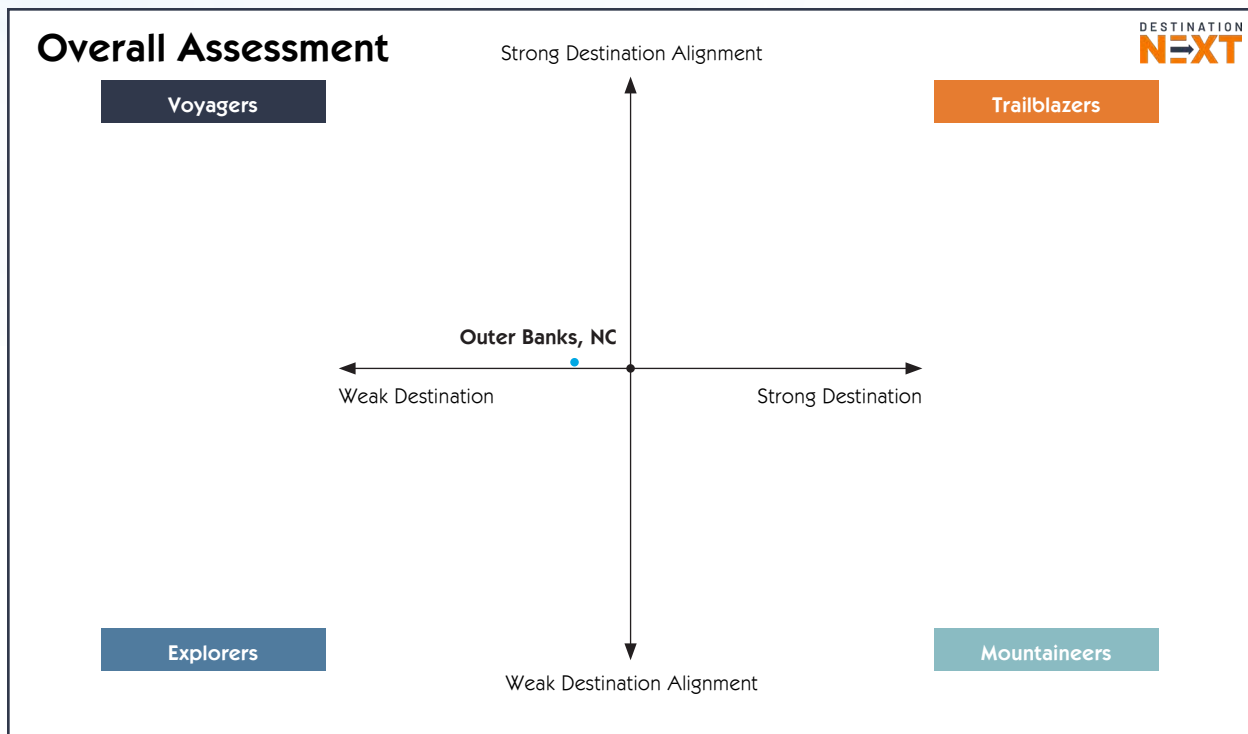 Overall Assessment
DESTINATION
NEXT
Strong Destination Alignment
Voyagers
Trailblazers
Outer Banks, NC
Weak Destination
Strong Destination
Explorers
Mountaineers
Weak Destination Alignment